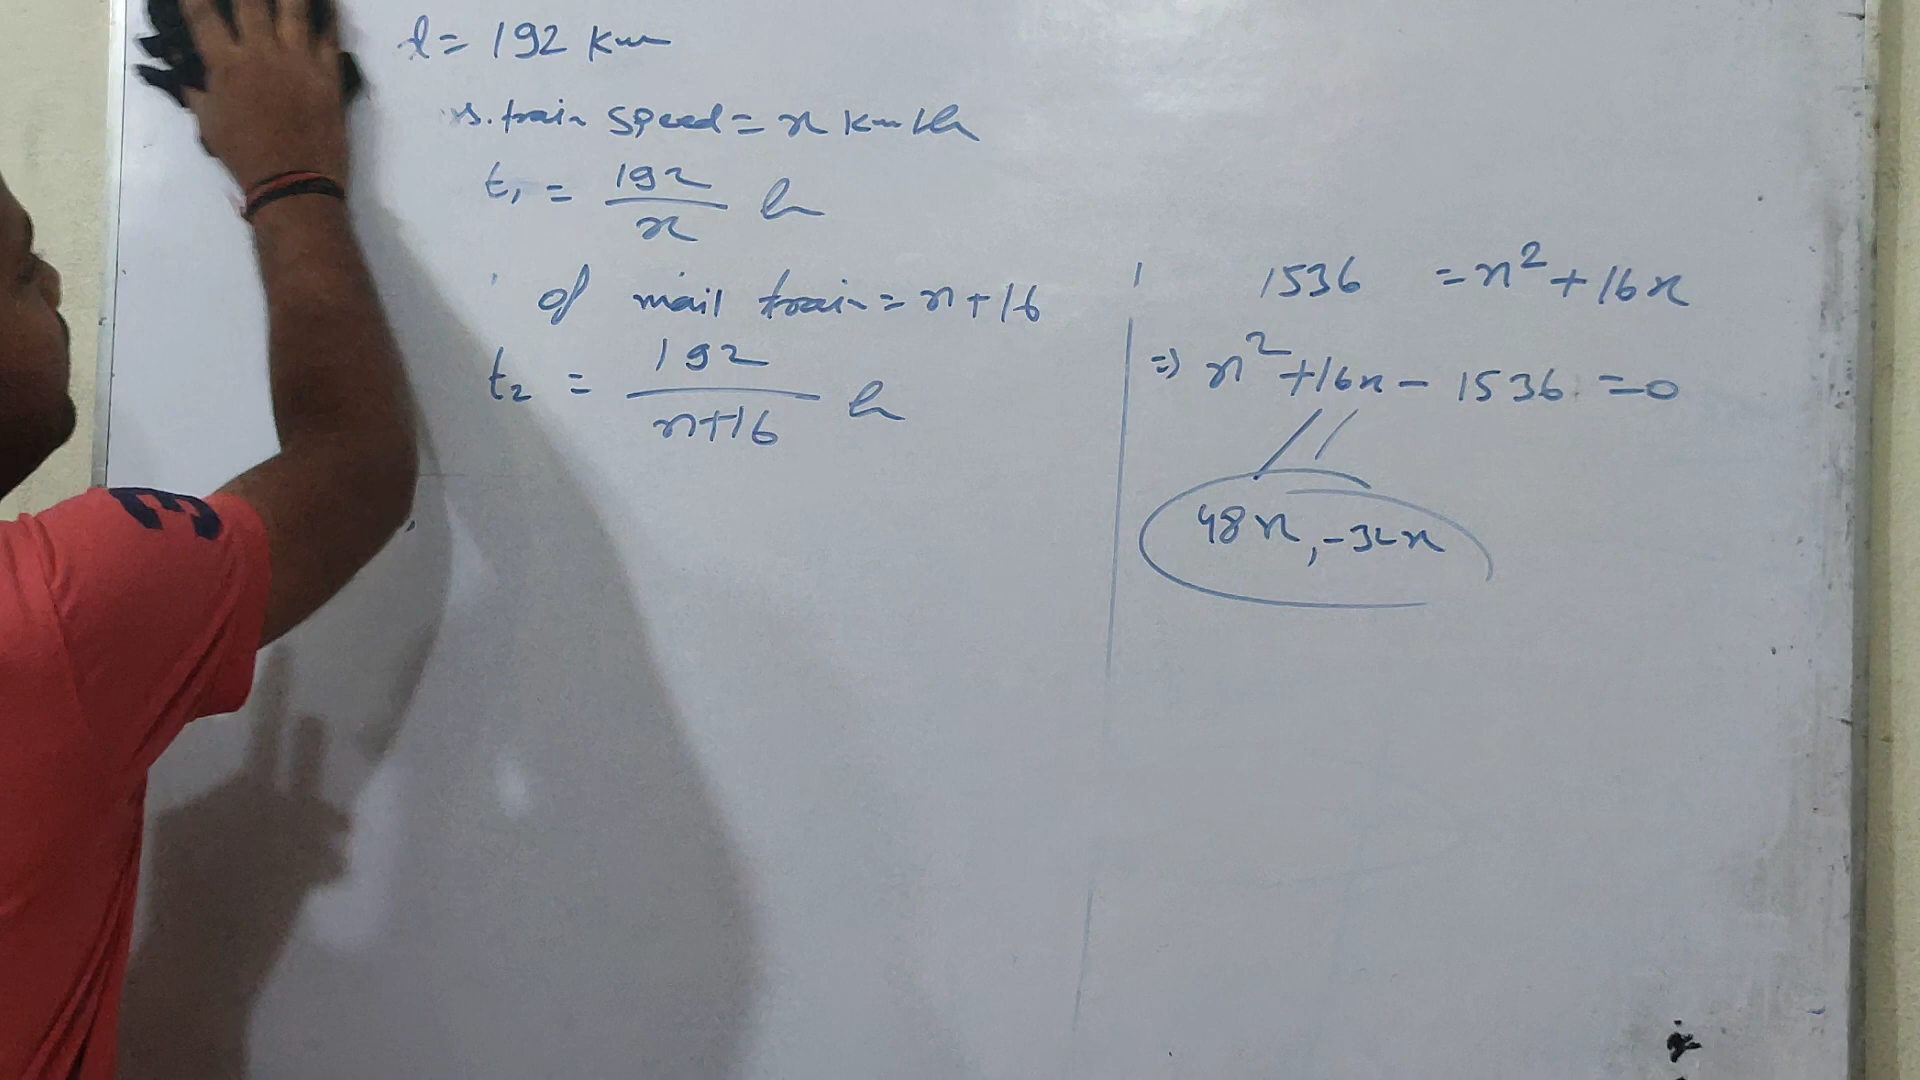 d = 192 km
s. train speed = x km/h
t₁ = 192/x h
of mail train = x + 16
t₂ = 192/x+16 h
1536 = x² + 16x
=) x² + 16x - 1536 = 0
48x, -32x